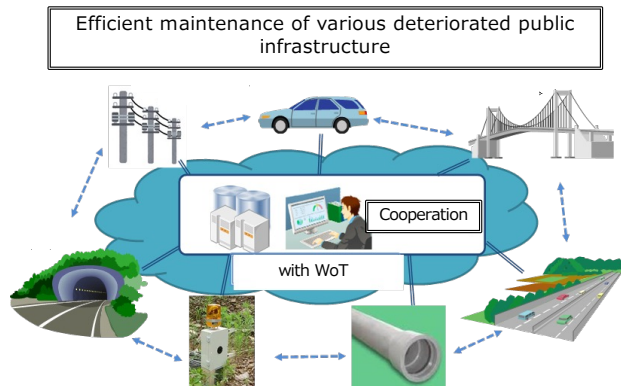 Efficient maintenance of various deteriorated public
infrastructure
Cooperation
with WoT